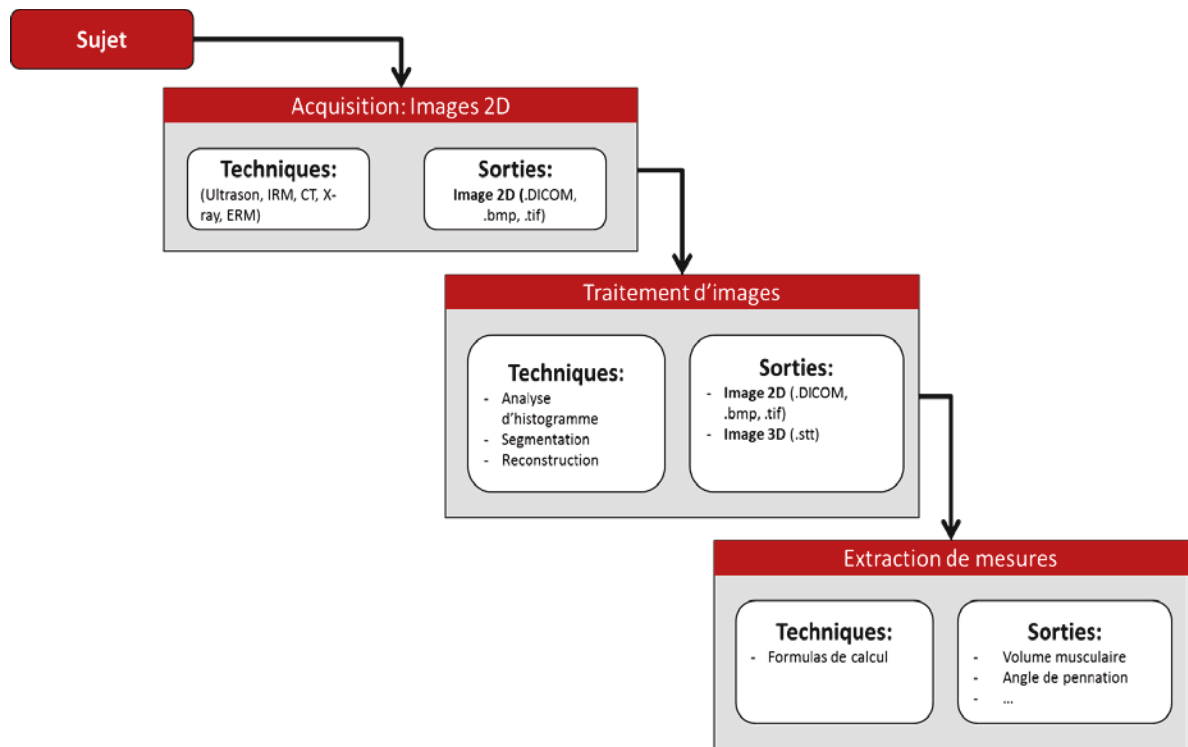 Sujet
Acquisition: Images 2D
Techniques:
(Ultrason, IRM, CT, X-
ray, ERM)
Sorties:
Image 2D (.DICOM,
.bmp, .tif)
Traitement d'images
Techniques:
- Analyse
d'histogramme
- Segmentation
- Reconstruction
Sorties:
- Image 2D (.DICOM,
.bmp, .tif)
- Image 3D (.stt)
Extraction de mesures
Techniques:
- Formulas de calcul
Sorties:
- Volume musculaire
- Angle de pennation
- ...